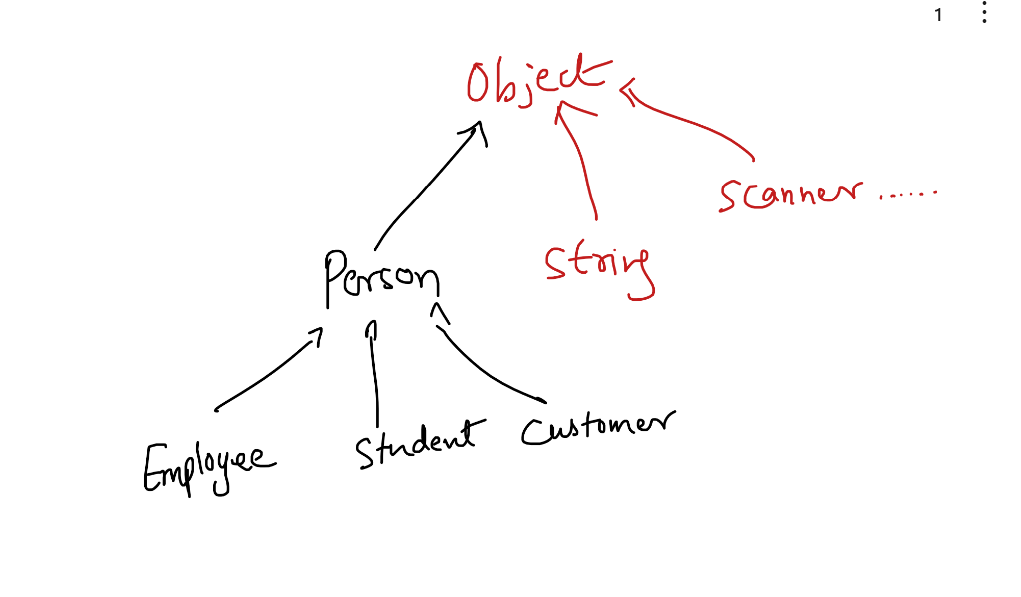 1
Object
Scanner ......
String
Person
Employee Student Customer